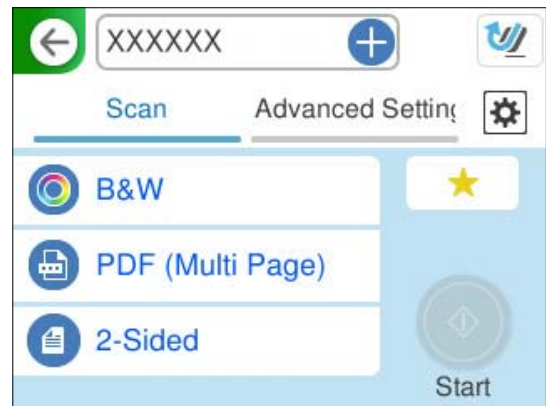 XXXXXX
Scan Advanced Setting
B&W
PDF (Multi Page)
2-Sided
Start